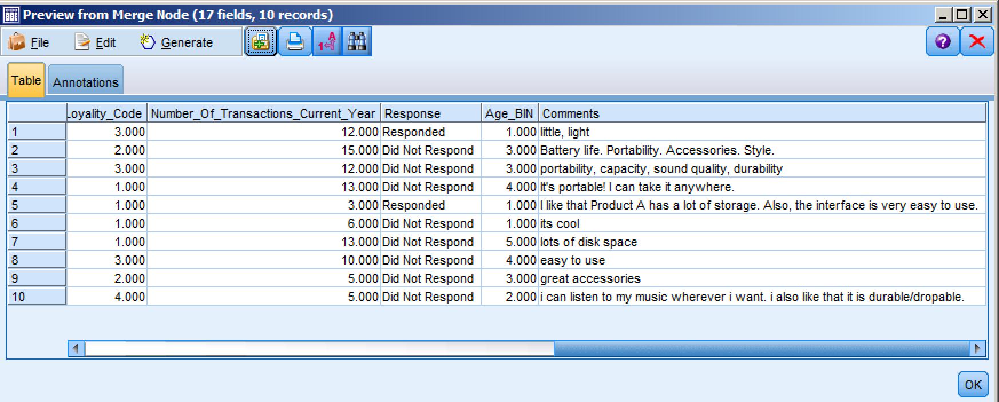 Preview from Merge Node (17 fields, 10 records)
File Edit Generate
Table Annotations
Loyality_Code Number_Of_Transactions_Current_Year Response Age_BIN Comments
1 3.000 12.000 Responded 1.000 little, light
2 2.000 15.000 Did Not Respond 3.000 Battery life. Portability. Accessories. Style.
3 3.000 12.000 Did Not Respond 3.000 portability, capacity, sound quality, durability
4 1.000 13.000 Did Not Respond 4.000 It's portable! I can take it anywhere.
5 1.000 3.000 Responded 1.000 I like that Product A has a lot of storage. Also, the interface is very easy to use.
6 1.000 6.000 Did Not Respond 1.000 its cool
7 1.000 13.000 Did Not Respond 5.000 lots of disk space
8 3.000 10.000 Did Not Respond 4.000 easy to use
9 2.000 5.000 Did Not Respond 3.000 great accessories
10 4.000 5.000 Did Not Respond 2.000 i can listen to my music wherever i want. i also like that it is durable/dropable.
OK